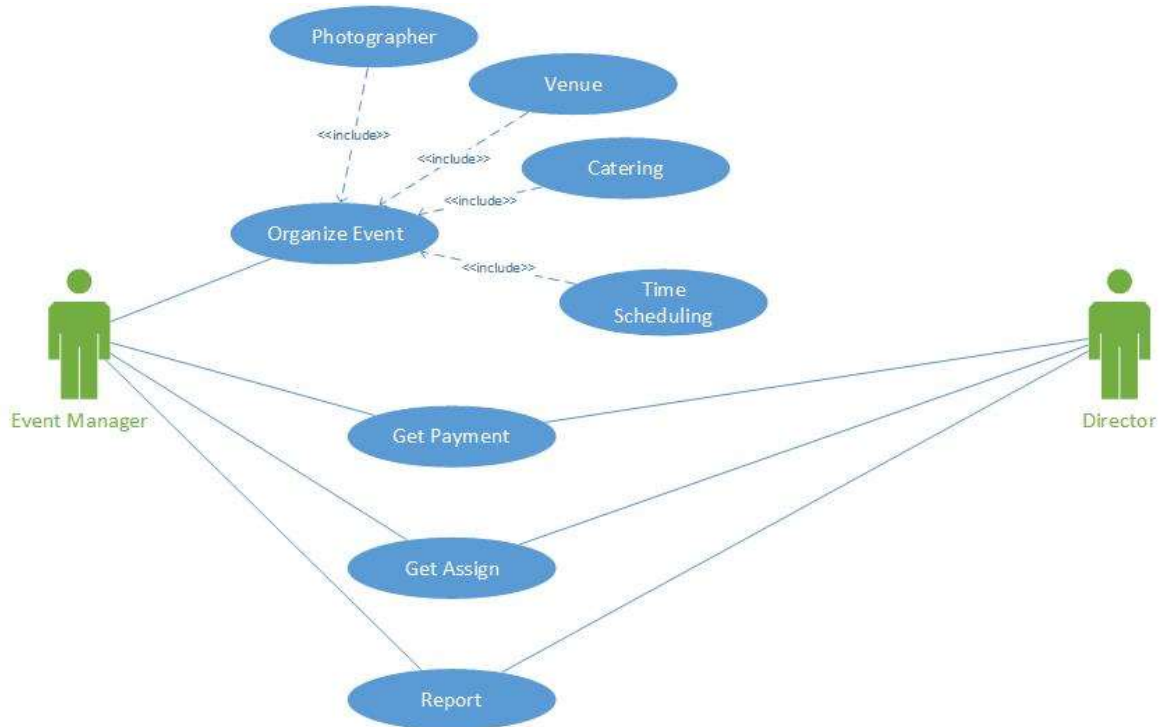 Photographer
Venue
<<include>>
<<include>>
Catering
<<include>>
Organize Event
<<include>>
Time
Scheduling
Event Manager
Director
Get Payment
Get Assign
Report